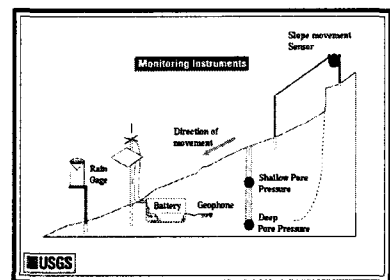 Slope movement
Sensor
Monitoring Instruments
Direction of
movement
Rain
Gage
Battery
Geophone
Shallow Pore
Pressure
Deep
Pore Pressure
USGS